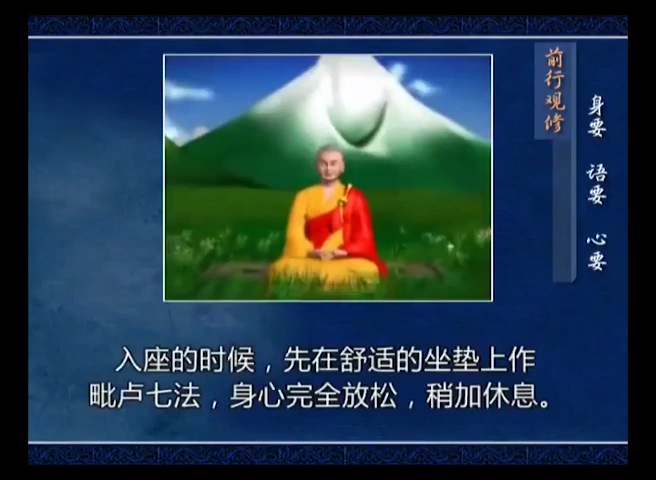 前行观修
身要 语要 心要
入座的时候，先在舒适的坐垫上作
毗卢七法，身心完全放松，稍加休息。